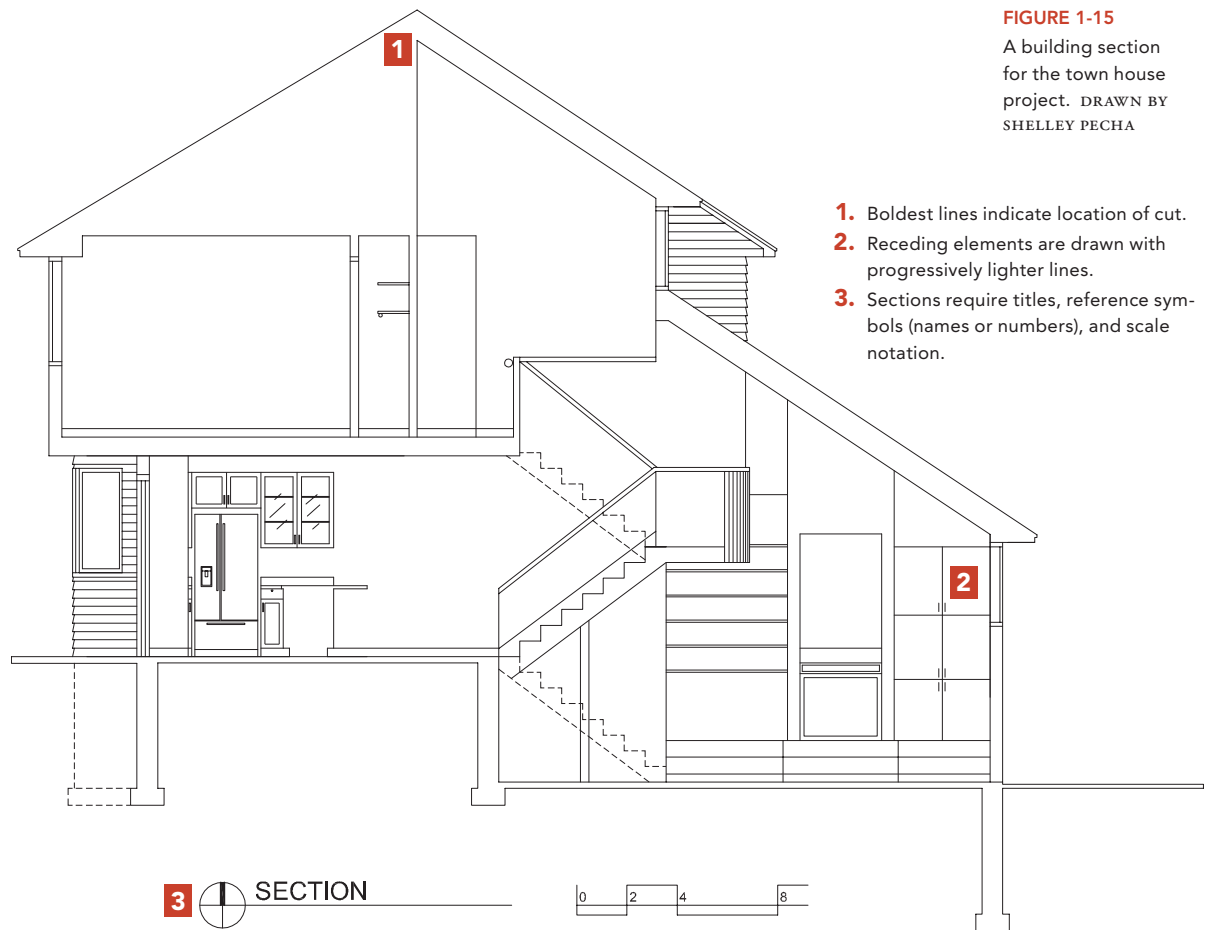 FIGURE 1-15
A building section
for the town house
project. DRAWN BY
SHELLEY PECHA
1
1. Boldest lines indicate location of cut.
2. Receding elements are drawn with
progressively lighter lines.
3. Sections require titles, reference sym-
bols (names or numbers), and scale
notation.
2
3 SECTION
0 2 4 8